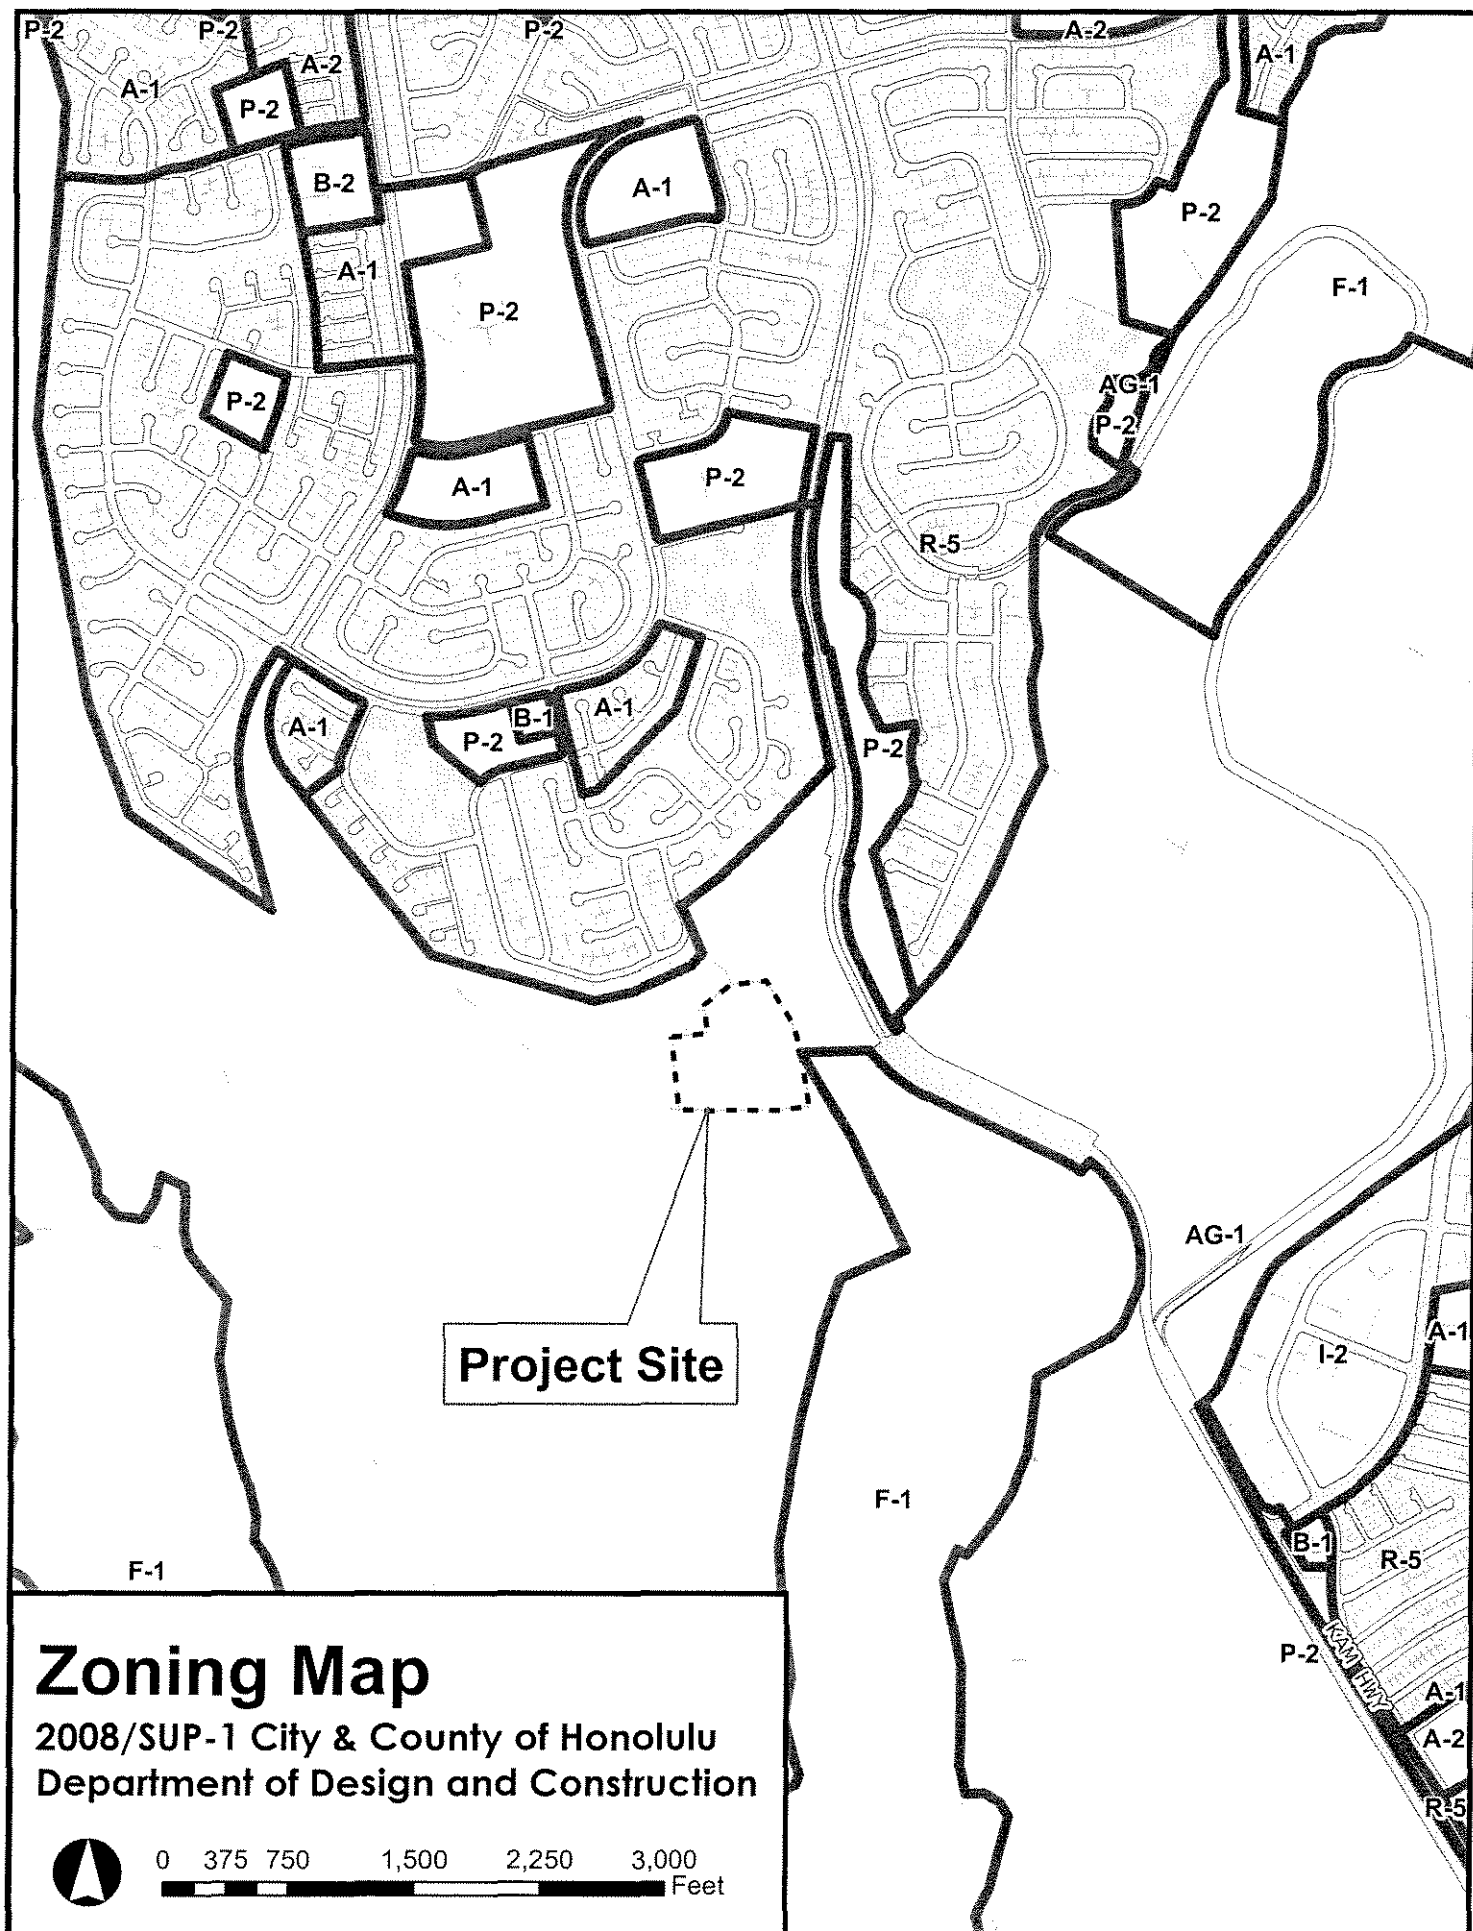 P-2
P-2
P-2
A-2
A-1
A-2
A-1
P-2
B-2
A-1
P-2
A-1
P-2
F-1
P-2
AG-1
P-2
A-1
P-2
R-5
A-1
P-2
B-1
A-1
P-2
AG-1
A-1
I-2
Project Site
F-1
B-1
R-5
F-1
P-2
KAM HWY
A-1
A-2
R-5
Zoning Map
2008/SUP-1 City & County of Honolulu
Department of Design and Construction
0 375 750 1,500 2,250 3,000
Feet